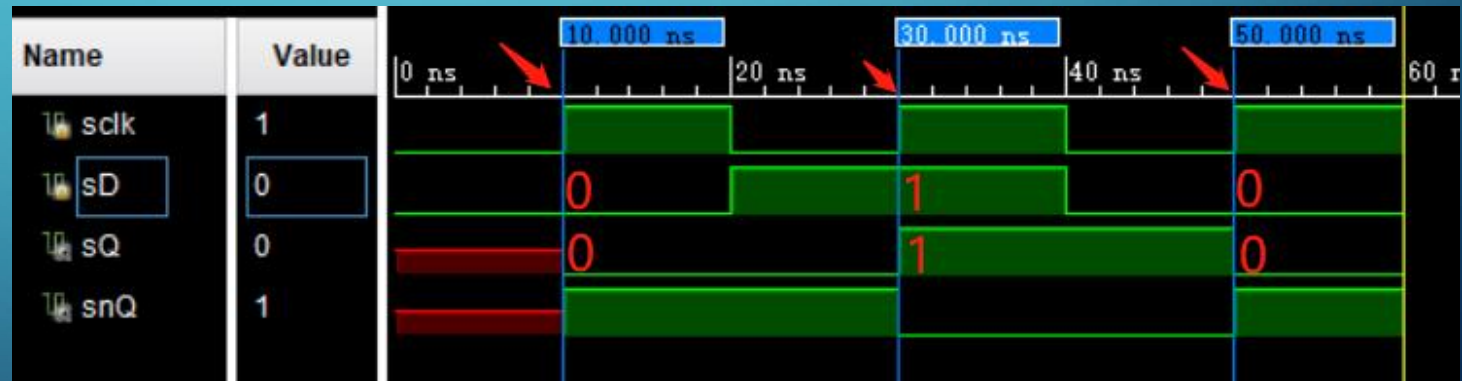 Name Value
10.000 ns 30.000 ns 50.000 ns
0 ns 20 ns 40 ns 60
sclk 1
sD 0 0 1 0
sQ 0 0 1 0
snQ 1